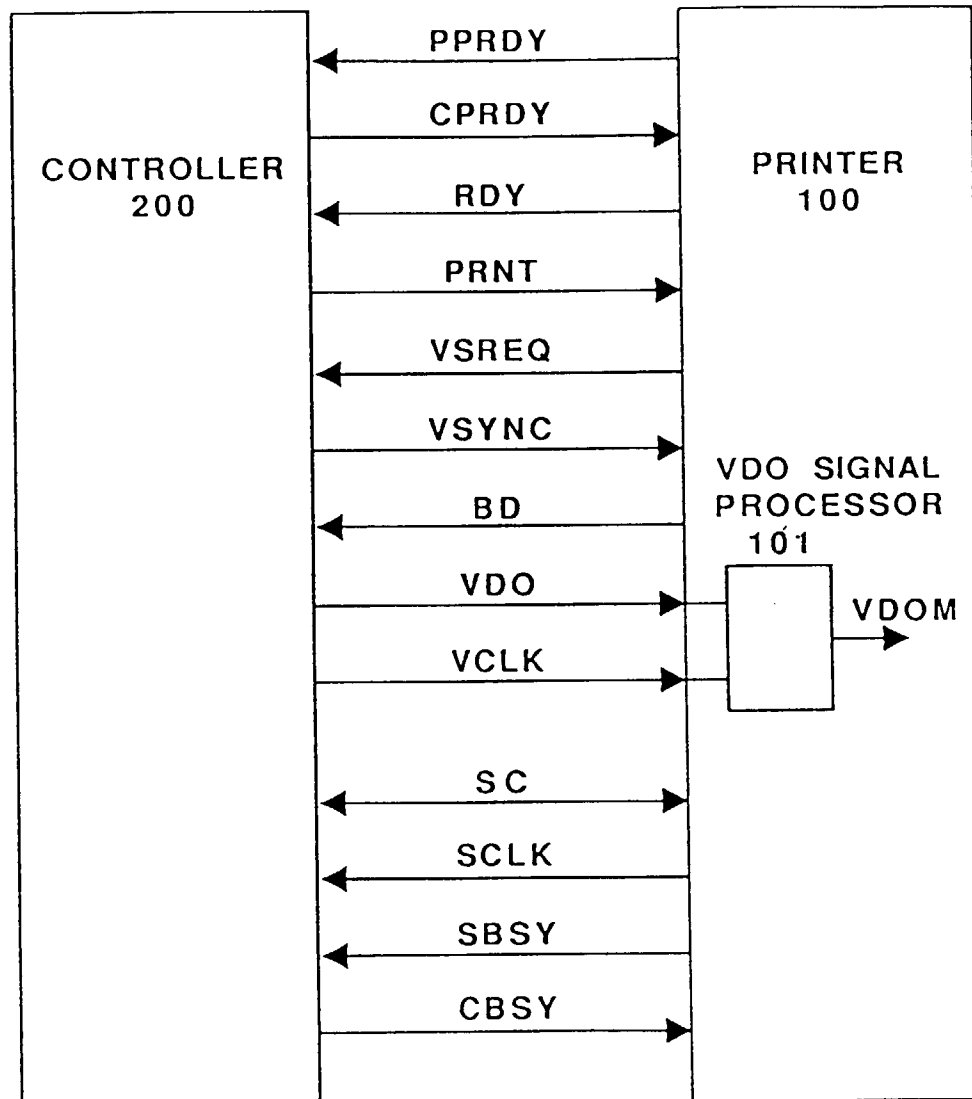 PPRDY
CPRDY
CONTROLLER
200
PRINTER
100
RDY
PRNT
VSREQ
VSYNC
VDO SIGNAL
PROCESSOR
101
BD
VDO
VDOM
VCLK
SC
SCLK
SBSY
CBSY